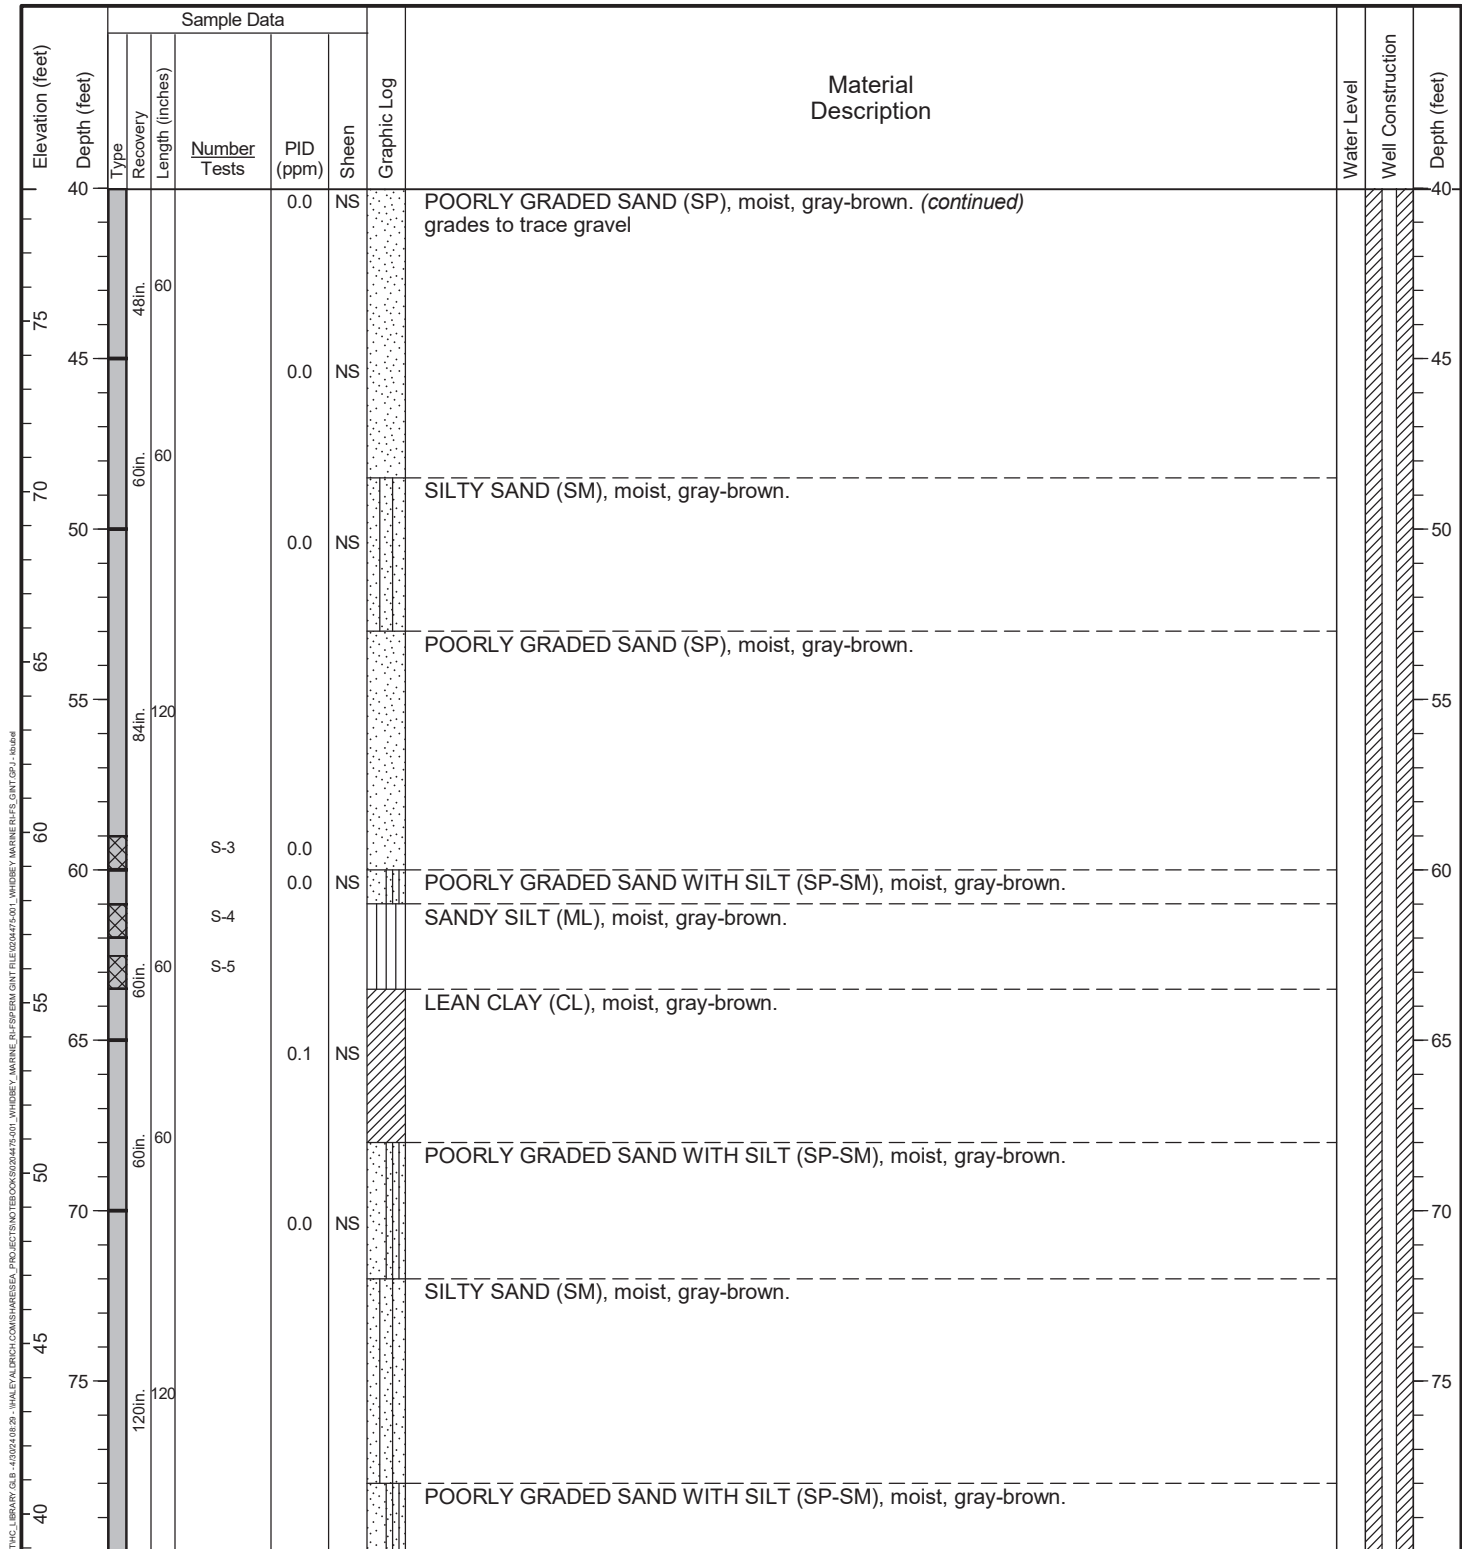 Sample Data
Elevation (feet)
Depth (feet)
Type
Recovery
Length (inches)
Number
Tests
PID
(ppm)
Sheen
Graphic Log
Material
Description
Water Level
Well Construction
Depth (feet)
40 0.0 NS POORLY GRADED SAND (SP), moist, gray-brown. (continued) 40
grades to trace gravel
48in. 60
75
45 0.0 NS 45
60in. 60
70 SILTY SAND (SM), moist, gray-brown.
50 0.0 NS 50
POORLY GRADED SAND (SP), moist, gray-brown.
65
55 55
84in. 120
60
S-3 0.0
60 0.0 NS POORLY GRADED SAND WITH SILT (SP-SM), moist, gray-brown. 60
S-4 SANDY SILT (ML), moist, gray-brown.
60in. 60 S-5
55 LEAN CLAY (CL), moist, gray-brown.
65 0.1 NS 65
60in. 60
50 POORLY GRADED SAND WITH SILT (SP-SM), moist, gray-brown.
70 0.0 NS 70
SILTY SAND (SM), moist, gray-brown.
45
75 75
120in. 120
40 POORLY GRADED SAND WITH SILT (SP-SM), moist, gray-brown.